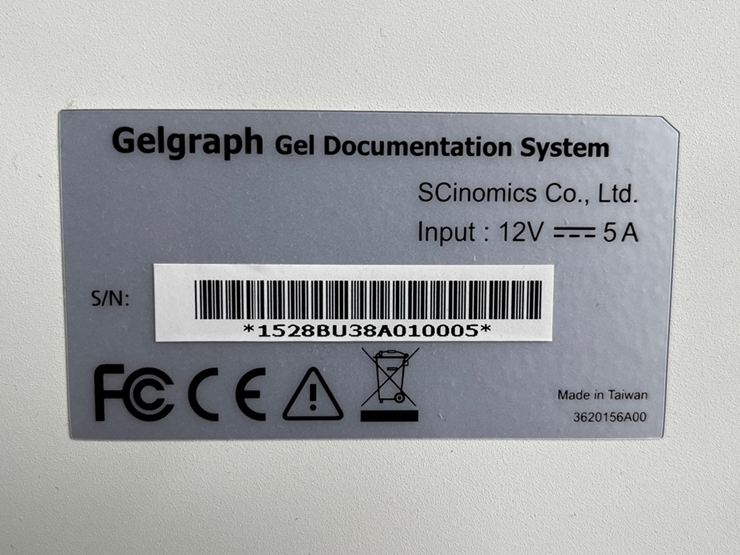 Gelgraph Gel Documentation System
SCinomics Co., Ltd.
Input : 12V ⎓ 5 A
S/N:
*1528BU38A010005*
FC CE
Made in Taiwan
3620156A00